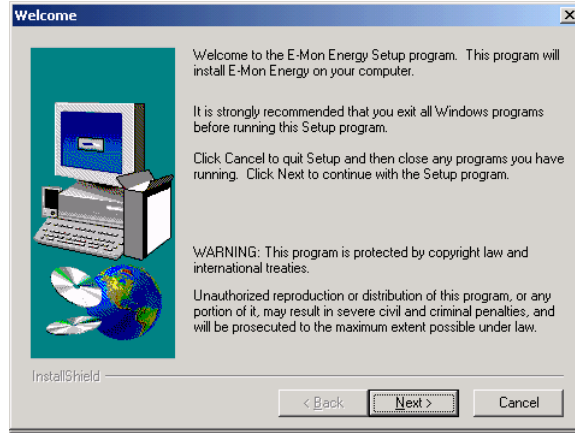 Welcome
Welcome to the E-Mon Energy Setup program. This program will
install E-Mon Energy on your computer.
It is strongly recommended that you exit all Windows programs
before running this Setup program.
Click Cancel to quit Setup and then close any programs you have
running. Click Next to continue with the Setup program.
WARNING: This program is protected by copyright law and
international treaties.
Unauthorized reproduction or distribution of this program, or any
portion of it, may result in severe civil and criminal penalties, and
will be prosecuted to the maximum extent possible under law.
InstallShield
< Back Next > Cancel